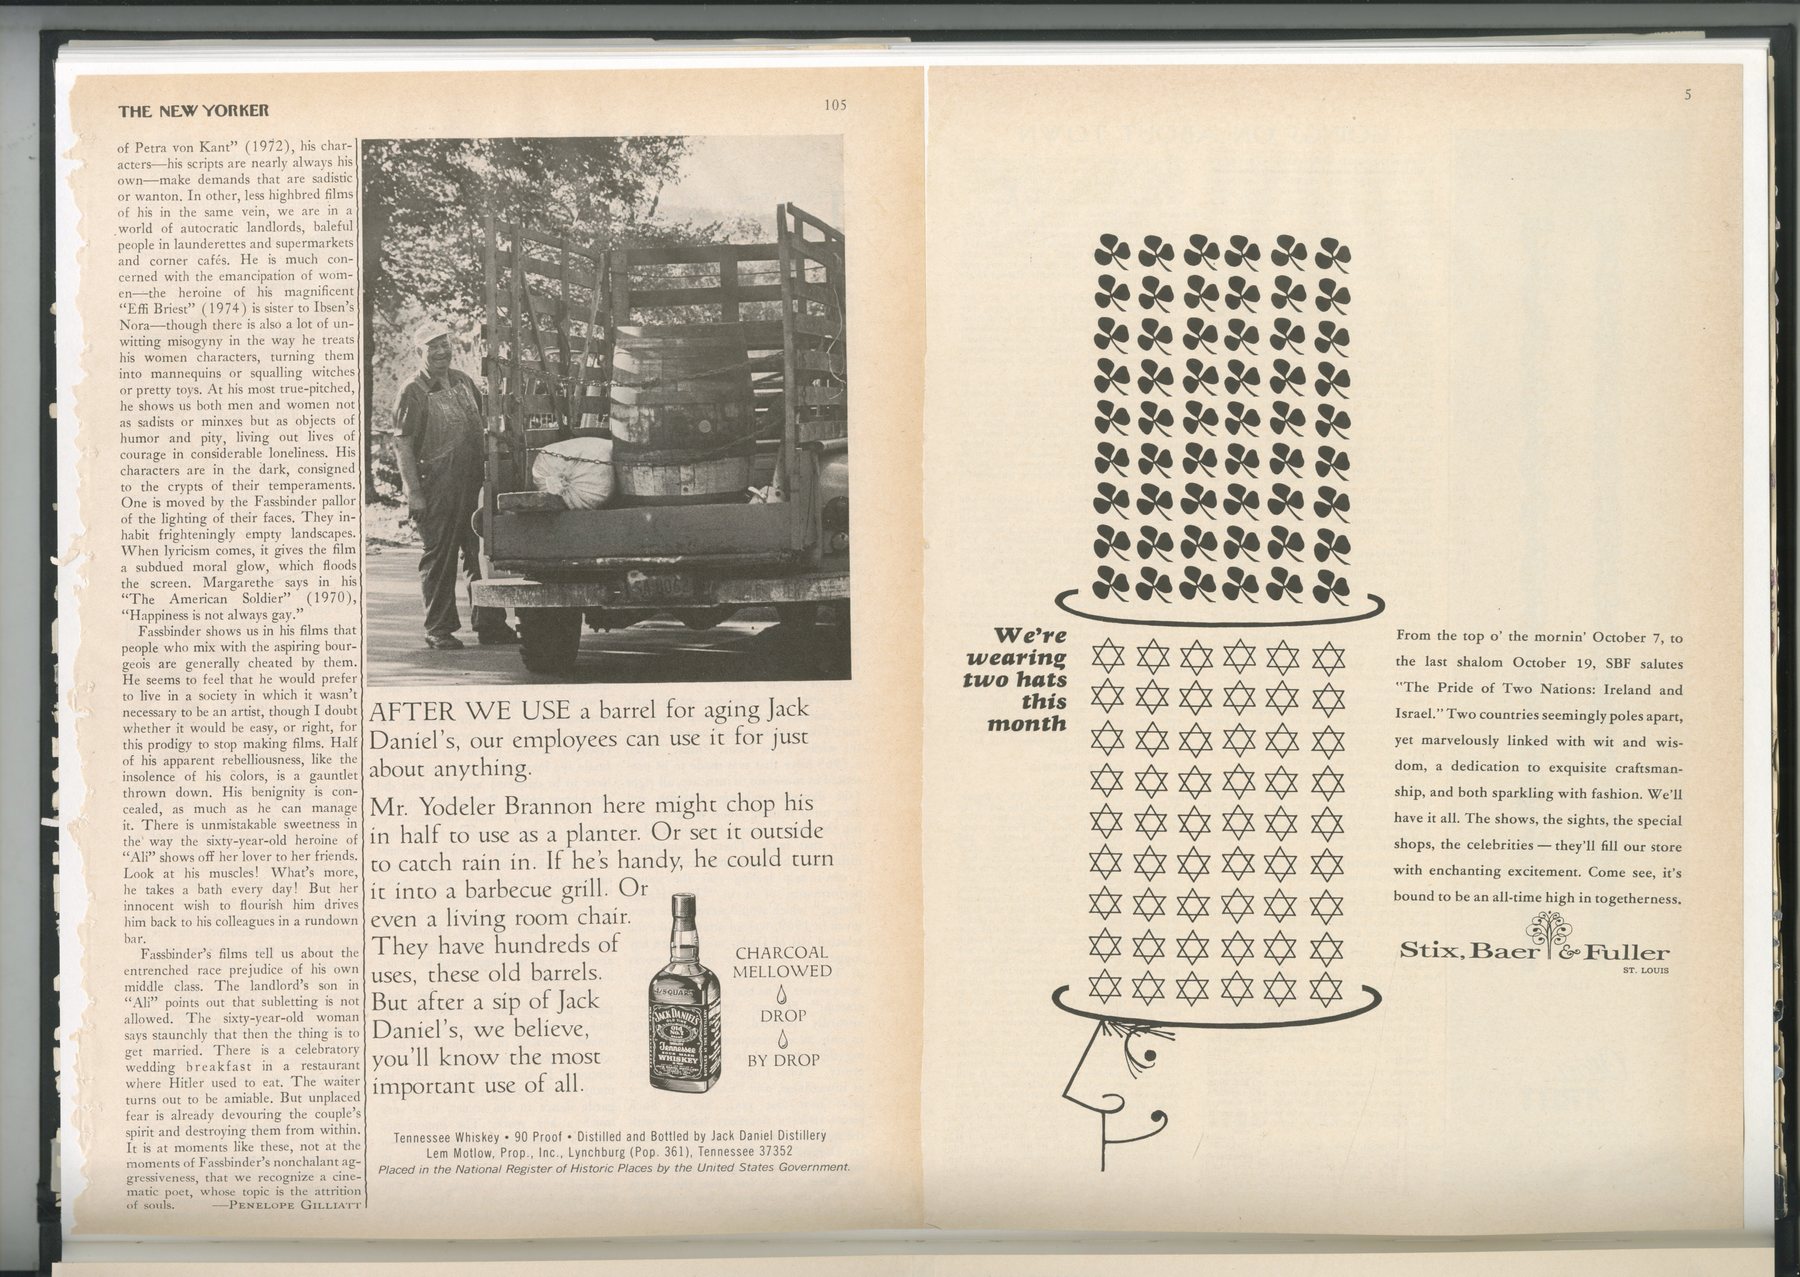 THE NEW YORKER
105
of Petra von Kant” (1972), his char-
acters—his scripts are nearly always his
own—make demands that are sadistic
or wanton. In other, less highbred films
of his in the same vein, we are in a
world of autocratic landlords, baleful
people in launderettes and supermarkets
and corner cafés. He is much con-
cerned with the emancipation of wom-
en—the heroine of his magnificent
“Effi Briest” (1974) is sister to Ibsen’s
Nora—though there is also a lot of un-
witting misogyny in the way he treats
his women characters, turning them
into mannequins or squalling witches
or pretty toys. At his most true-pitched,
he shows us both men and women not
as sadists or minxes but as objects of
humor and pity, living out lives of
courage in considerable loneliness. His
characters are in the dark, consigned
to the crypts of their temperaments.
One is moved by the Fassbinder pallor
of the lighting of their faces. They in-
habit frighteningly empty landscapes.
When lyricism comes, it gives the film
a subdued moral glow, which floods
the screen. Margarethe says in his
“The American Soldier” (1970),
“Happiness is not always gay.”
Fassbinder shows us in his films that
people who mix with the aspiring bour-
geois are generally cheated by them.
He seems to feel that he would prefer
to live in a society in which it wasn’t
necessary to be an artist, though I doubt
whether it would be easy, or right, for
this prodigy to stop making films. Half
of his apparent rebelliousness, like the
insolence of his colors, is a gauntlet
thrown down. His benignity is con-
cealed, as much as he can manage
it. There is unmistakable sweetness in
the way the sixty-year-old heroine of
“Ali” shows off her lover to her friends.
Look at his muscles! What’s more,
he takes a bath every day! But her
innocent wish to flourish him drives
him back to his colleagues in a rundown
bar.
Fassbinder’s films tell us about the
entrenched race prejudice of his own
middle class. The landlord’s son in
“Ali” points out that subletting is not
allowed. The sixty-year-old woman
says staunchly that then the thing is to
get married. There is a celebratory
wedding breakfast in a restaurant
where Hitler used to eat. The waiter
turns out to be amiable. But unplaced
fear is already devouring the couple’s
spirit and destroying them from within.
It is at moments like these, not at the
moments of Fassbinder’s nonchalant ag-
gressiveness, that we recognize a cine-
matic poet, whose topic is the attrition
of souls. —PENELOPE GILLIATT
AFTER WE USE a barrel for aging Jack
Daniel’s, our employees can use it for just
about anything.
Mr. Yodeler Brannon here might chop his
in half to use as a planter. Or set it outside
to catch rain in. If he’s handy, he could turn
it into a barbecue grill. Or
even a living room chair.
They have hundreds of
uses, these old barrels.
But after a sip of Jack
Daniel’s, we believe,
you’ll know the most
important use of all.
JACK DANIEL'S
Old
No.7
Tennessee
WHISKEY
CHARCOAL
MELLOWED
DROP
BY DROP
Tennessee Whiskey • 90 Proof • Distilled and Bottled by Jack Daniel Distillery
Lem Motlow, Prop., Inc., Lynchburg (Pop. 361), Tennessee 37352
Placed in the National Register of Historic Places by the United States Government.
5
We’re
wearing
two hats
this
month
From the top o’ the mornin’ October 7, to
the last shalom October 19, SBF salutes
“The Pride of Two Nations: Ireland and
Israel.” Two countries seemingly poles apart,
yet marvelously linked with wit and wis-
dom, a dedication to exquisite craftsman-
ship, and both sparkling with fashion. We’ll
have it all. The shows, the sights, the special
shops, the celebrities — they’ll fill our store
with enchanting excitement. Come see, it’s
bound to be an all-time high in togetherness.
Stix, Baer & Fuller
ST. LOUIS